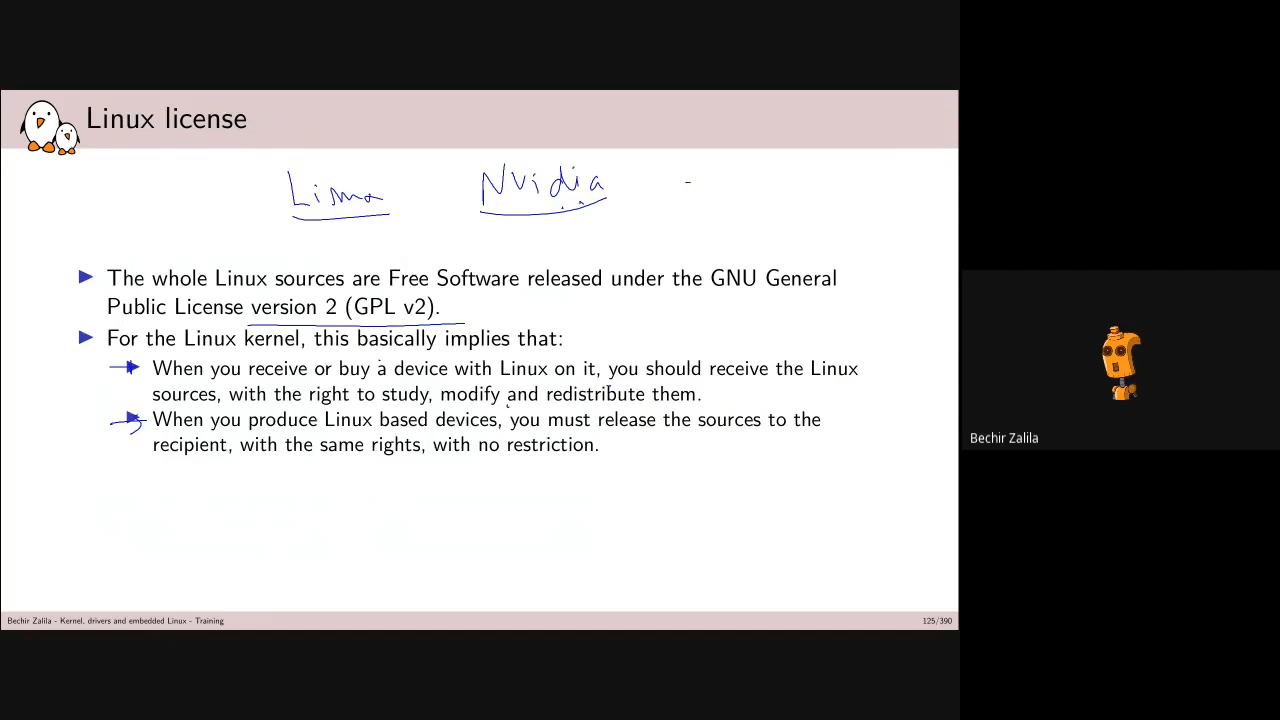 Linux license
Nvidia
The whole Linux sources are Free Software released under the GNU General
Public License version 2 (GPL v2).
For the Linux kernel, this basically implies that:
When you receive or buy a device with Linux on it, you should receive the Linux
sources, with the right to study, modify and redistribute them.
When you produce Linux based devices, you must release the sources to the
recipient, with the same rights, with no restriction.
Bechir Zalila - Kernel, drivers and embedded Linux - Training
125/390
Bechir Zalila